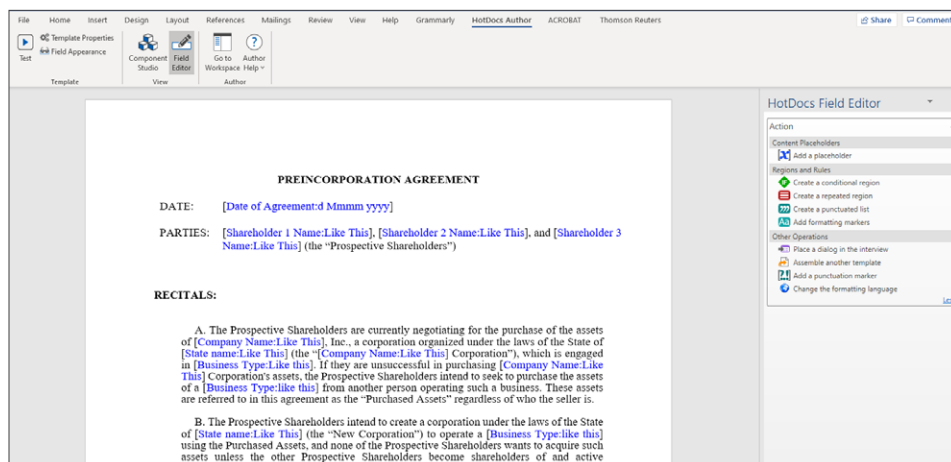 File Home Insert Design Layout References Mailings Review View Help Grammarly HotDocs Author ACROBAT Thomson Reuters Share Comment
Test
Template Properties
Field Appearance
Template
Component Studio
Field Editor
View
Go to Workspace
Author Help
Author
PREINCORPORATION AGREEMENT
DATE: [Date of Agreement:d Mmmm yyyy]
PARTIES: [Shareholder 1 Name:Like This], [Shareholder 2 Name:Like This], and [Shareholder 3
Name:Like This] (the “Prospective Shareholders”)
RECITALS:
A. The Prospective Shareholders are currently negotiating for the purchase of the assets
of [Company Name:Like This], Inc., a corporation organized under the laws of the State of
[State name:Like This] (the “[Company Name:Like This] Corporation”), which is engaged
in [Business Type:Like this]. If they are unsuccessful in purchasing [Company Name:Like
This] Corporation's assets, the Prospective Shareholders intend to seek to purchase the assets
of a [Business Type:like this] from another person operating such a business. These assets
are referred to in this agreement as the “Purchased Assets” regardless of who the seller is.
B. The Prospective Shareholders intend to create a corporation under the laws of the State
of [State name:Like This] (the “New Corporation”) to operate a [Business Type:like this]
using the Purchased Assets, and none of the Prospective Shareholders wants to acquire such
assets unless the other Prospective Shareholders become shareholders of and active
HotDocs Field Editor
Action
Content Placeholders
Add a placeholder
Regions and Rules
Create a conditional region
Create a repeated region
Create a punctuated list
Add formatting markers
Other Operations
Place a dialog in the interview
Assemble another template
Add a punctuation marker
Change the formatting language